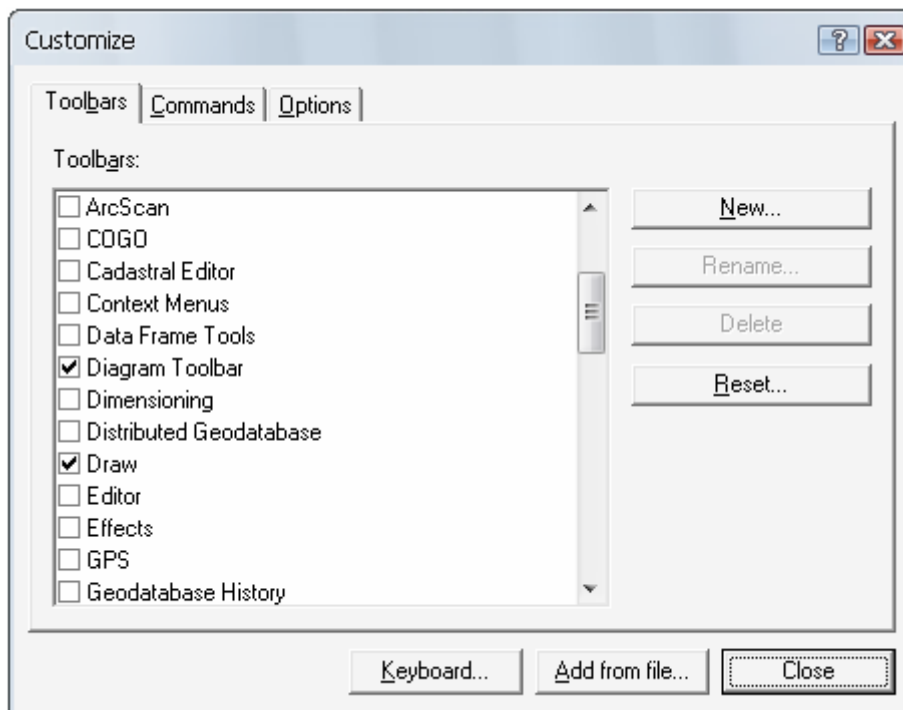 Customize
?
Toolbars Commands Options
Toolbars:
ArcScan
COGO
Cadastral Editor
Context Menus
Data Frame Tools
Diagram Toolbar
Dimensioning
Distributed Geodatabase
Draw
Editor
Effects
GPS
Geodatabase History
New...
Rename...
Delete
Reset...
Keyboard... Add from file... Close